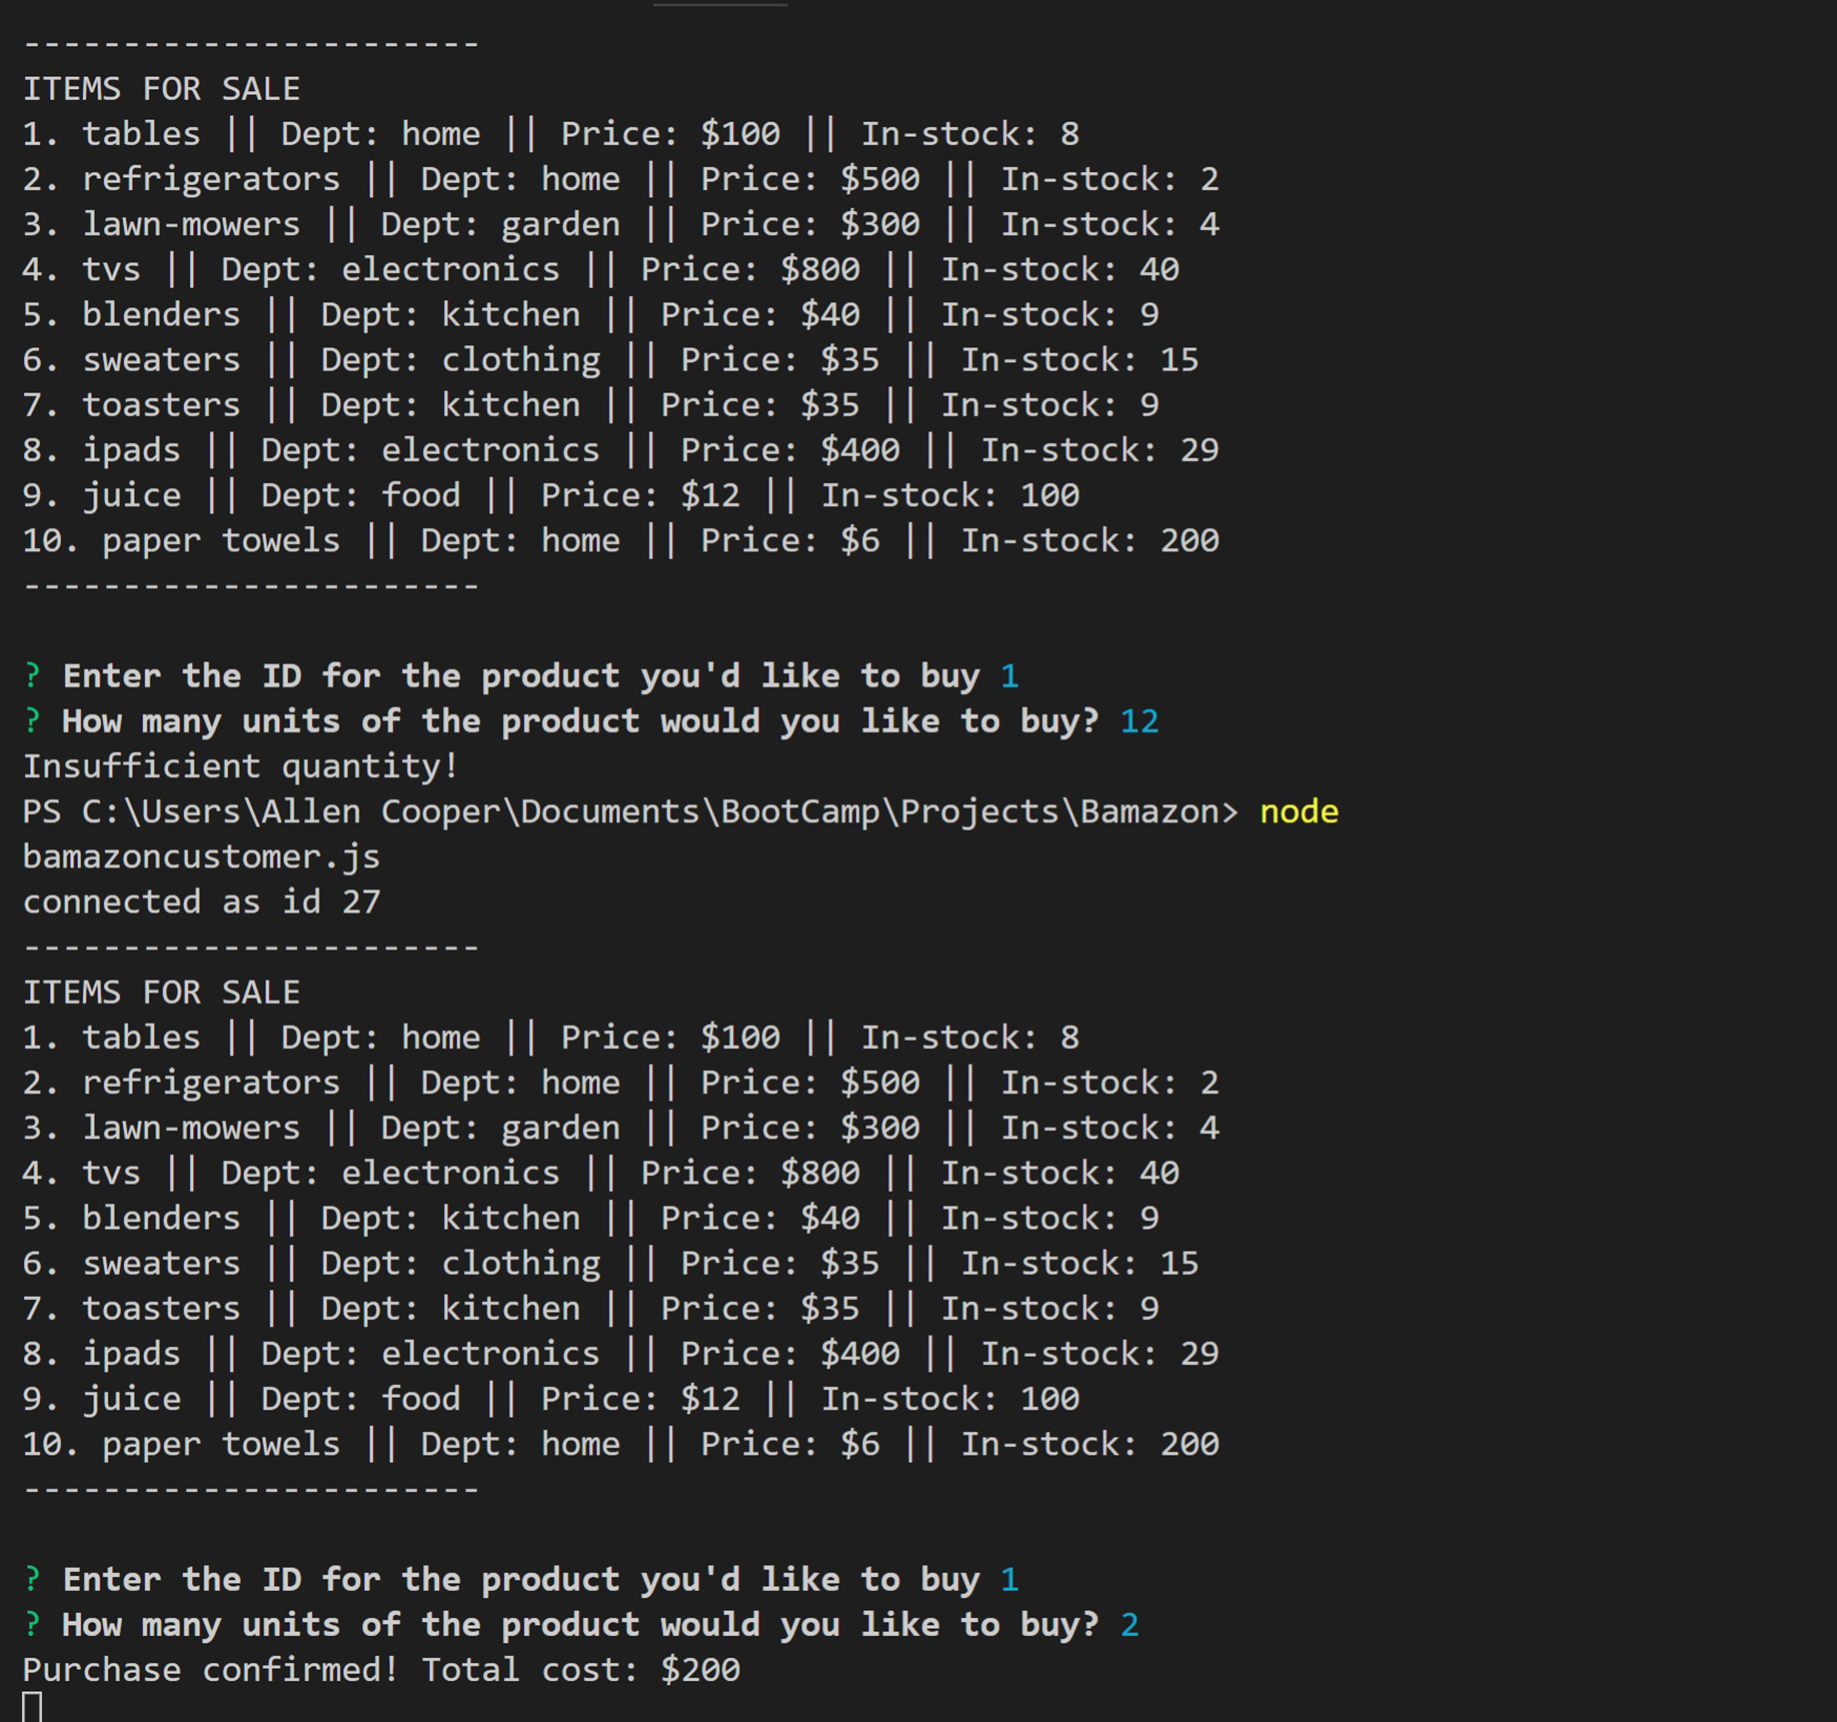 -----------------------
ITEMS FOR SALE
1. tables || Dept: home || Price: $100 || In-stock: 8
2. refrigerators || Dept: home || Price: $500 || In-stock: 2
3. lawn-mowers || Dept: garden || Price: $300 || In-stock: 4
4. tvs || Dept: electronics || Price: $800 || In-stock: 40
5. blenders || Dept: kitchen || Price: $40 || In-stock: 9
6. sweaters || Dept: clothing || Price: $35 || In-stock: 15
7. toasters || Dept: kitchen || Price: $35 || In-stock: 9
8. ipads || Dept: electronics || Price: $400 || In-stock: 29
9. juice || Dept: food || Price: $12 || In-stock: 100
10. paper towels || Dept: home || Price: $6 || In-stock: 200
-----------------------
? Enter the ID for the product you'd like to buy 1
? How many units of the product would you like to buy? 12
Insufficient quantity!
PS C:\Users\Allen Cooper\Documents\BootCamp\Projects\Bamazon> node
bamazoncustomer.js
connected as id 27
-----------------------
ITEMS FOR SALE
1. tables || Dept: home || Price: $100 || In-stock: 8
2. refrigerators || Dept: home || Price: $500 || In-stock: 2
3. lawn-mowers || Dept: garden || Price: $300 || In-stock: 4
4. tvs || Dept: electronics || Price: $800 || In-stock: 40
5. blenders || Dept: kitchen || Price: $40 || In-stock: 9
6. sweaters || Dept: clothing || Price: $35 || In-stock: 15
7. toasters || Dept: kitchen || Price: $35 || In-stock: 9
8. ipads || Dept: electronics || Price: $400 || In-stock: 29
9. juice || Dept: food || Price: $12 || In-stock: 100
10. paper towels || Dept: home || Price: $6 || In-stock: 200
-----------------------
? Enter the ID for the product you'd like to buy 1
? How many units of the product would you like to buy? 2
Purchase confirmed! Total cost: $200